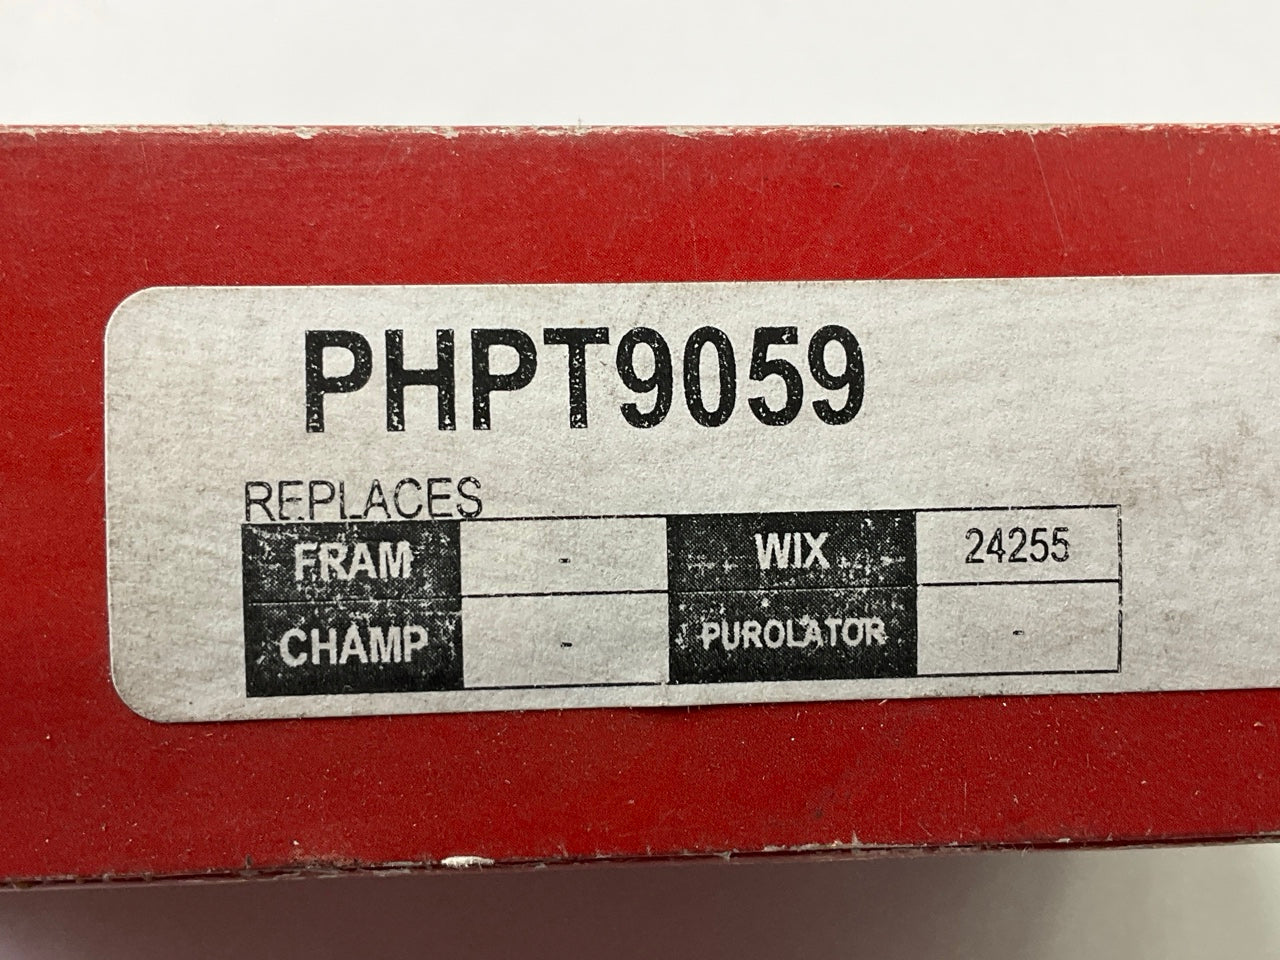 PHPT9059
REPLACES
FRAM - WIX 24255
CHAMP - PUROLATOR -